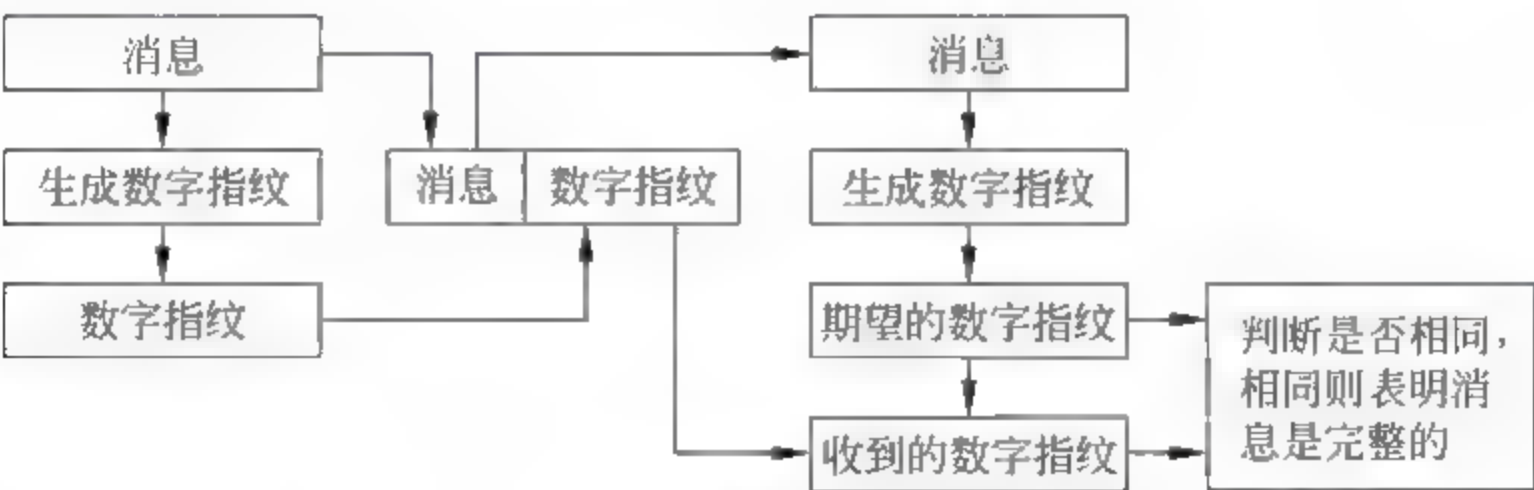 消息
生成数字指纹
数字指纹
消息 数字指纹
消息
生成数字指纹
期望的数字指纹
收到的数字指纹
判断是否相同，
相同则表明消
息是完整的